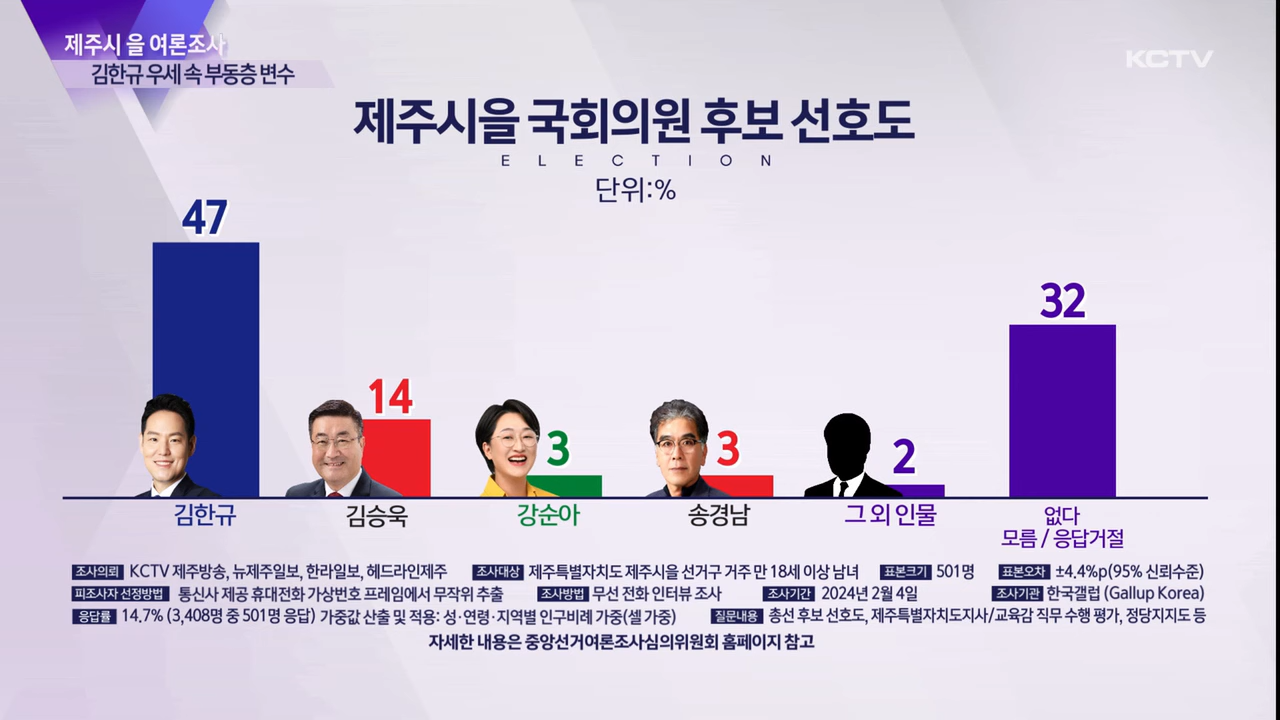 제주시 을 여론조사
김한규 우세 속 부동층 변수
KCTV
제주시을 국회의원 후보 선호도
ELECTION
단위:%
47
14
3
3
2
32
김한규
김승욱
강순아
송경남
그 외 인물
없다
모름 / 응답거절
조사의뢰 KCTV 제주방송, 뉴제주일보, 한라일보, 헤드라인제주 조사대상 제주특별자치도 제주시을 선거구 거주 만 18세 이상 남녀 표본크기 501명 표본오차 ±4.4%p(95% 신뢰수준)
피조사자 선정방법 통신사 제공 휴대전화 가상번호 프레임에서 무작위 추출 조사방법 무선 전화 인터뷰 조사 조사기간 2024년 2월 4일 조사기관 한국갤럽 (Gallup Korea)
응답률 14.7% (3,408명 중 501명 응답) 가중값 산출 및 적용: 성·연령·지역별 인구비례 가중(셀 가중) 질문내용 총선 후보 선호도, 제주특별자치도지사/교육감 직무 수행 평가, 정당지지도 등
자세한 내용은 중앙선거여론조사심의위원회 홈페이지 참고